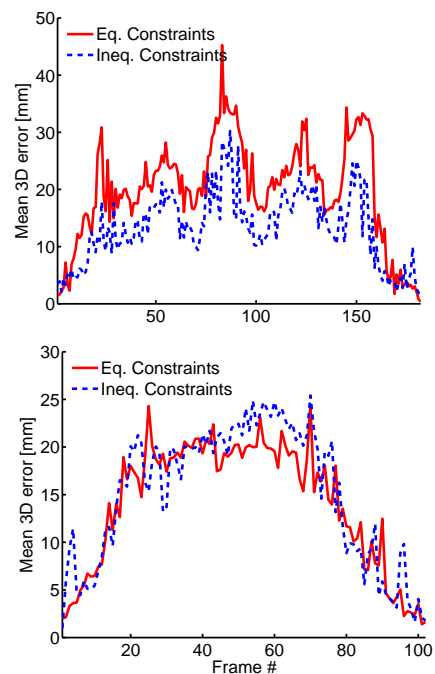 50
Eq. Constraints
Ineq. Constraints
40
30
20
10
0
Mean 3D error [mm]
50 100 150
30
Eq. Constraints
Ineq. Constraints
25
20
15
10
5
0
Mean 3D error [mm]
20 40 60 80 100
Frame #